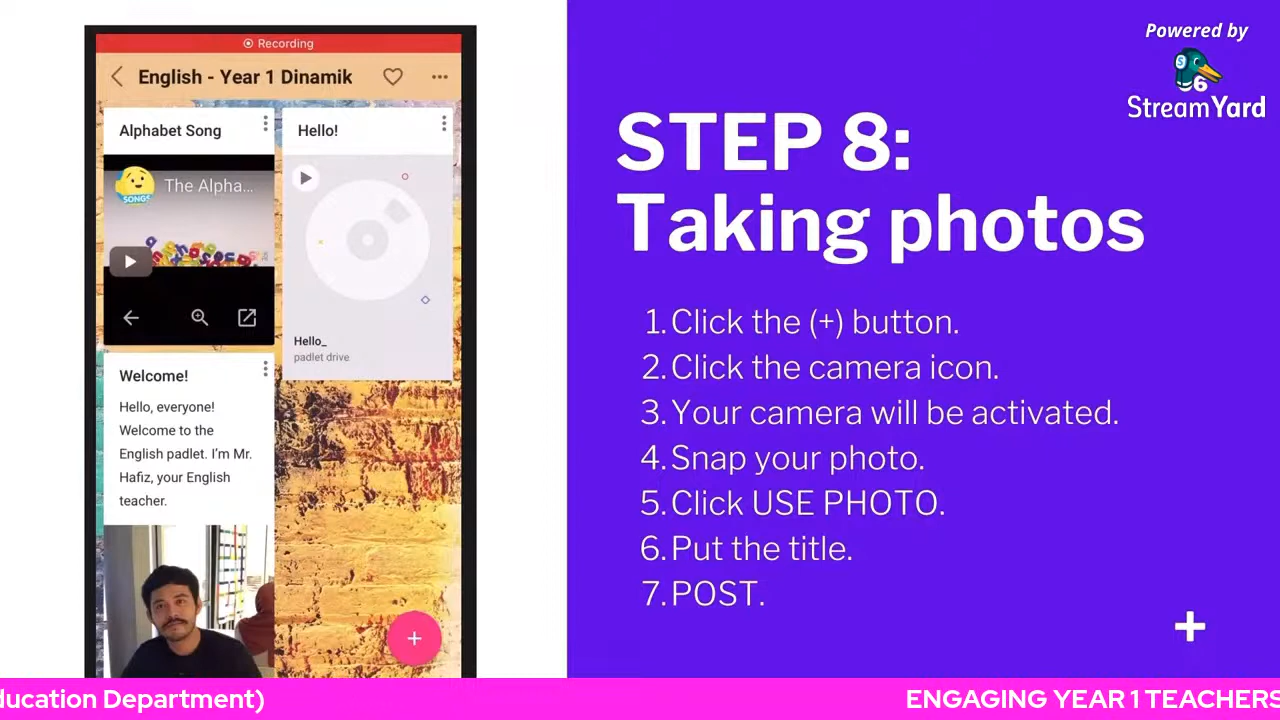 Recording
English - Year 1 Dinamik
Alphabet Song
SONGS
The Alpha...
Welcome!
Hello, everyone!
Welcome to the
English padlet. I'm Mr.
Hafiz, your English
teacher.
Hello!
Hello_
padlet drive
Powered by
StreamYard
STEP 8:
Taking photos
1. Click the (+) button.
2. Click the camera icon.
3. Your camera will be activated.
4. Snap your photo.
5. Click USE PHOTO.
6. Put the title.
7. POST.
ducation Department)
ENGAGING YEAR 1 TEACHERS